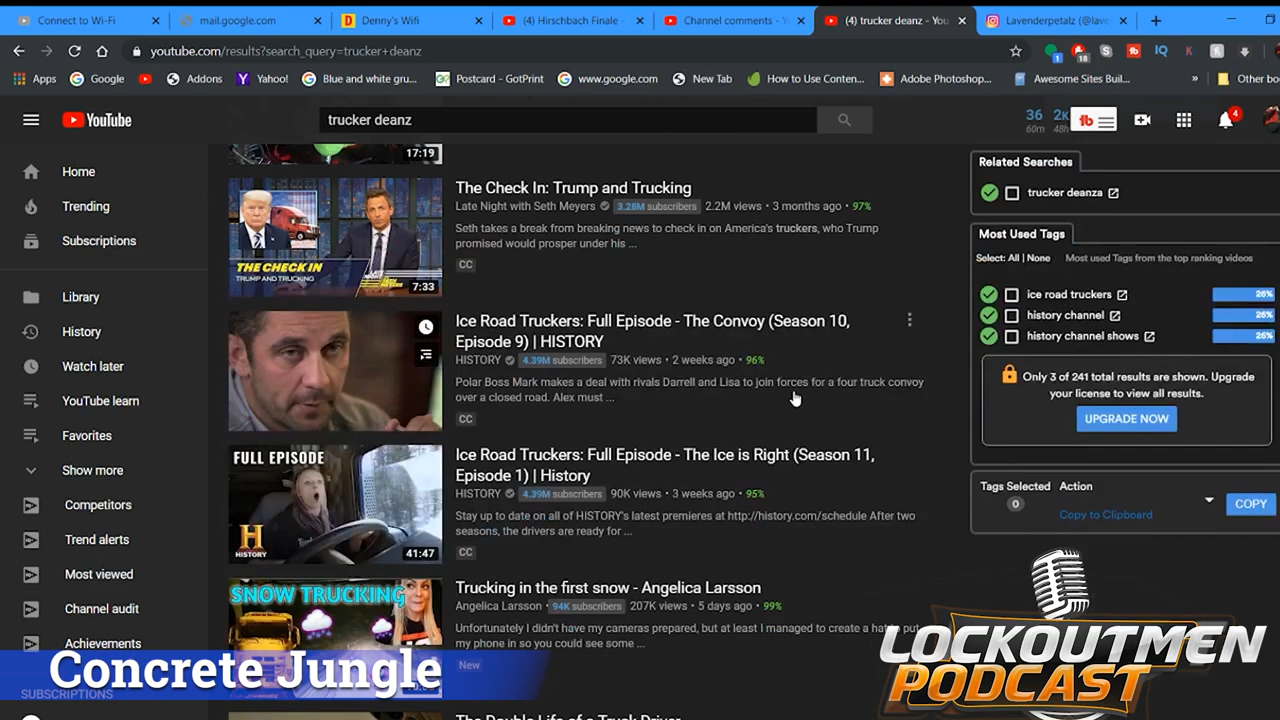 Connect to Wi-Fi
mail.google.com
Denny's Wifi
(4) Hirschbach Finale -
Channel comments - Y
(4) trucker deanz - You
Lavenderpetalz (@lave
youtube.com/results?search_query=trucker+deanz
1
18
S
tb
IQ
K
Apps
Google
Addons
Yahoo!
Blue and white gru...
Postcard - GotPrint
www.google.com
New Tab
How to Use Conten...
Adobe Photoshop...
Awesome Sites Buil...
»
Other bo
YouTube
trucker deanz
36
60m
2K
48h
tb
4
Home
Trending
Subscriptions
Library
History
Watch later
YouTube learn
Favorites
Show more
Competitors
Trend alerts
Most viewed
Channel audit
Achievements
SUBSCRIPTIONS
17:19
THE CHECK IN:
TRUMP AND TRUCKING
7:33
The Check In: Trump and Trucking
Late Night with Seth Meyers 3.28M subscribers 2.2M views • 3 months ago • 97%
Seth takes a break from breaking news to check in on America's truckers, who Trump
promised would prosper under his ...
CC
Ice Road Truckers: Full Episode - The Convoy (Season 10,
Episode 9) | HISTORY
HISTORY 4.39M subscribers 73K views • 2 weeks ago • 96%
Polar Boss Mark makes a deal with rivals Darrell and Lisa to join forces for a four truck convoy
over a closed road. Alex must ...
CC
FULL EPISODE
H
HISTORY
41:47
Ice Road Truckers: Full Episode - The Ice is Right (Season 11,
Episode 1) | History
HISTORY 4.39M subscribers 90K views • 3 weeks ago • 95%
Stay up to date on all of HISTORY's latest premieres at http://history.com/schedule After two
seasons, the drivers are ready for ...
CC
SNOW TRUCKING
Trucking in the first snow - Angelica Larsson
Angelica Larsson • 94K subscribers 207K views • 5 days ago • 99%
Unfortunately I didn't have my cameras prepared, but at least I managed to create a hat to put
my phone in so you could see some ...
New
The Double Life of a Truck Driver
Related Searches
trucker deanza
Most Used Tags
Select: All | None Most used Tags from the top ranking videos
ice road truckers 26%
history channel 26%
history channel shows 26%
Only 3 of 241 total results are shown. Upgrade
your license to view all results.
UPGRADE NOW
Tags Selected Action
0 Copy to Clipboard
COPY
Concrete Jungle
LOCKOUTMEN
PODCAST